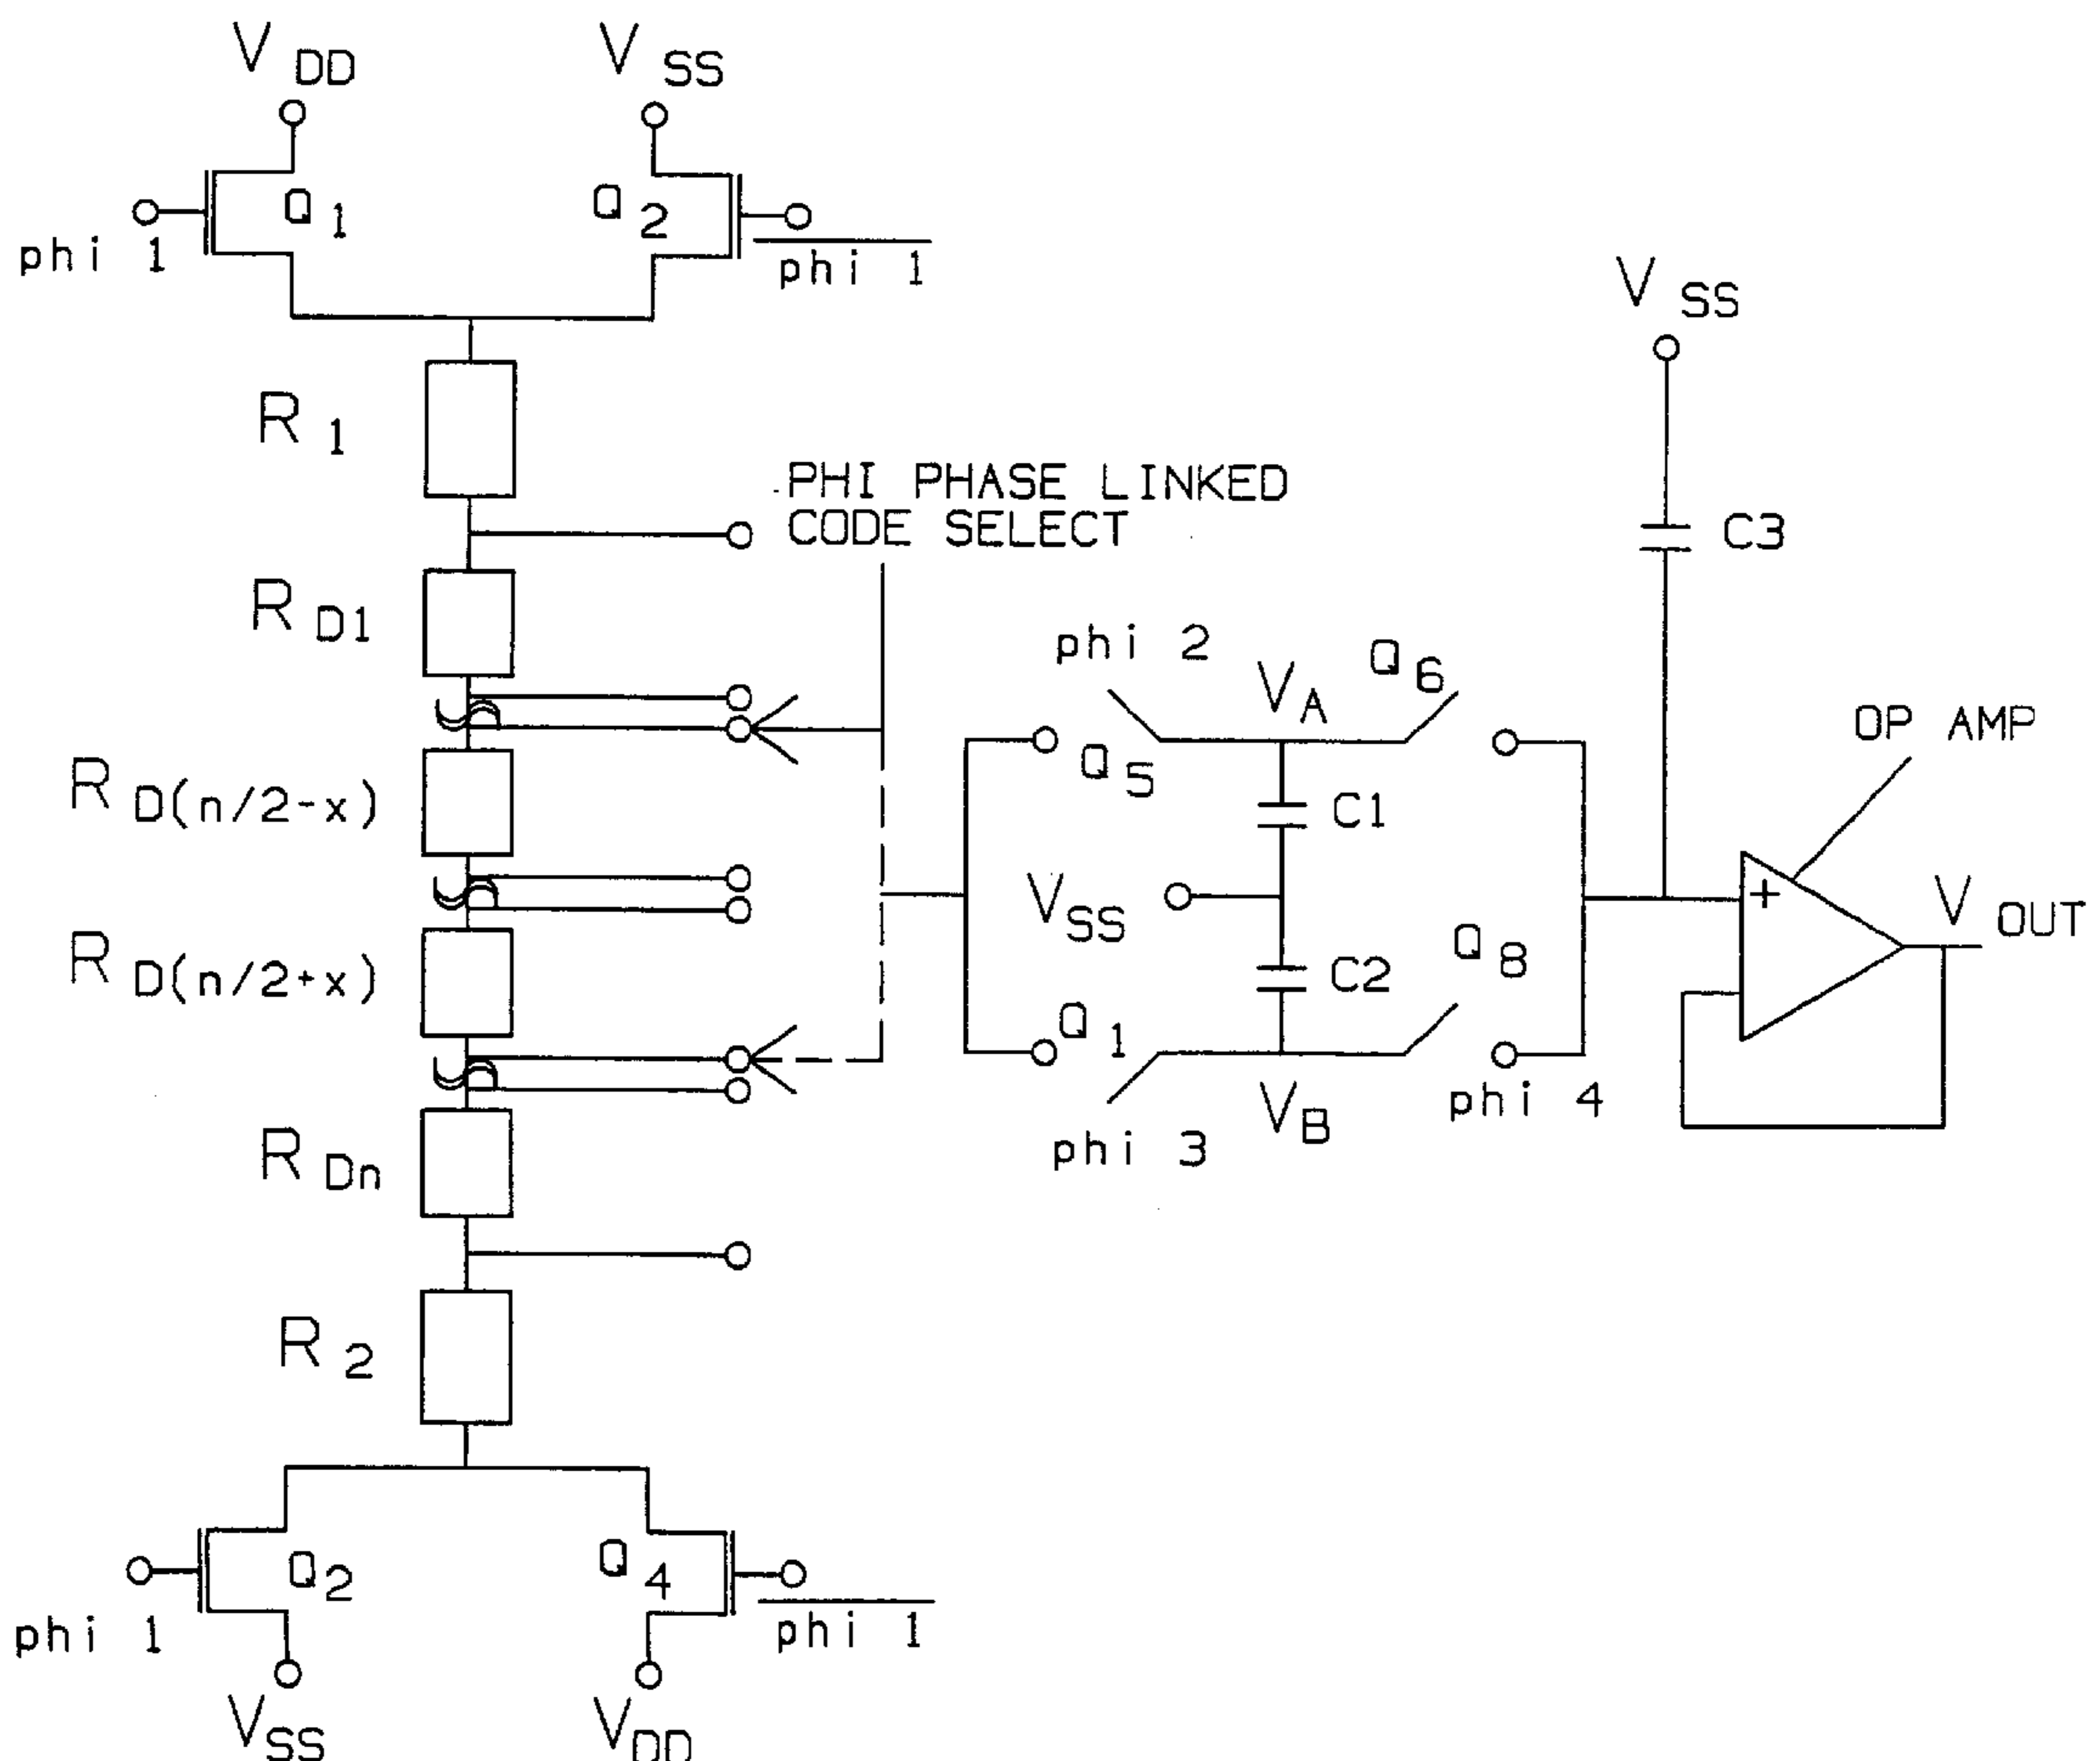 V DD
V SS
Q 1
Q 2
phi 1
phi 1
V SS
R 1
PHI PHASE LINKED
CODE SELECT
C3
R D1
phi 2
Q 6
V A
OP AMP
Q 5
R D(n/2-x)
C1
V SS
+
V OUT
Q 8
R D(n/2+x)
C2
Q 1
phi 4
V B
phi 3
R Dn
R 2
Q 2
Q 4
phi 1
phi 1
V SS
V DD